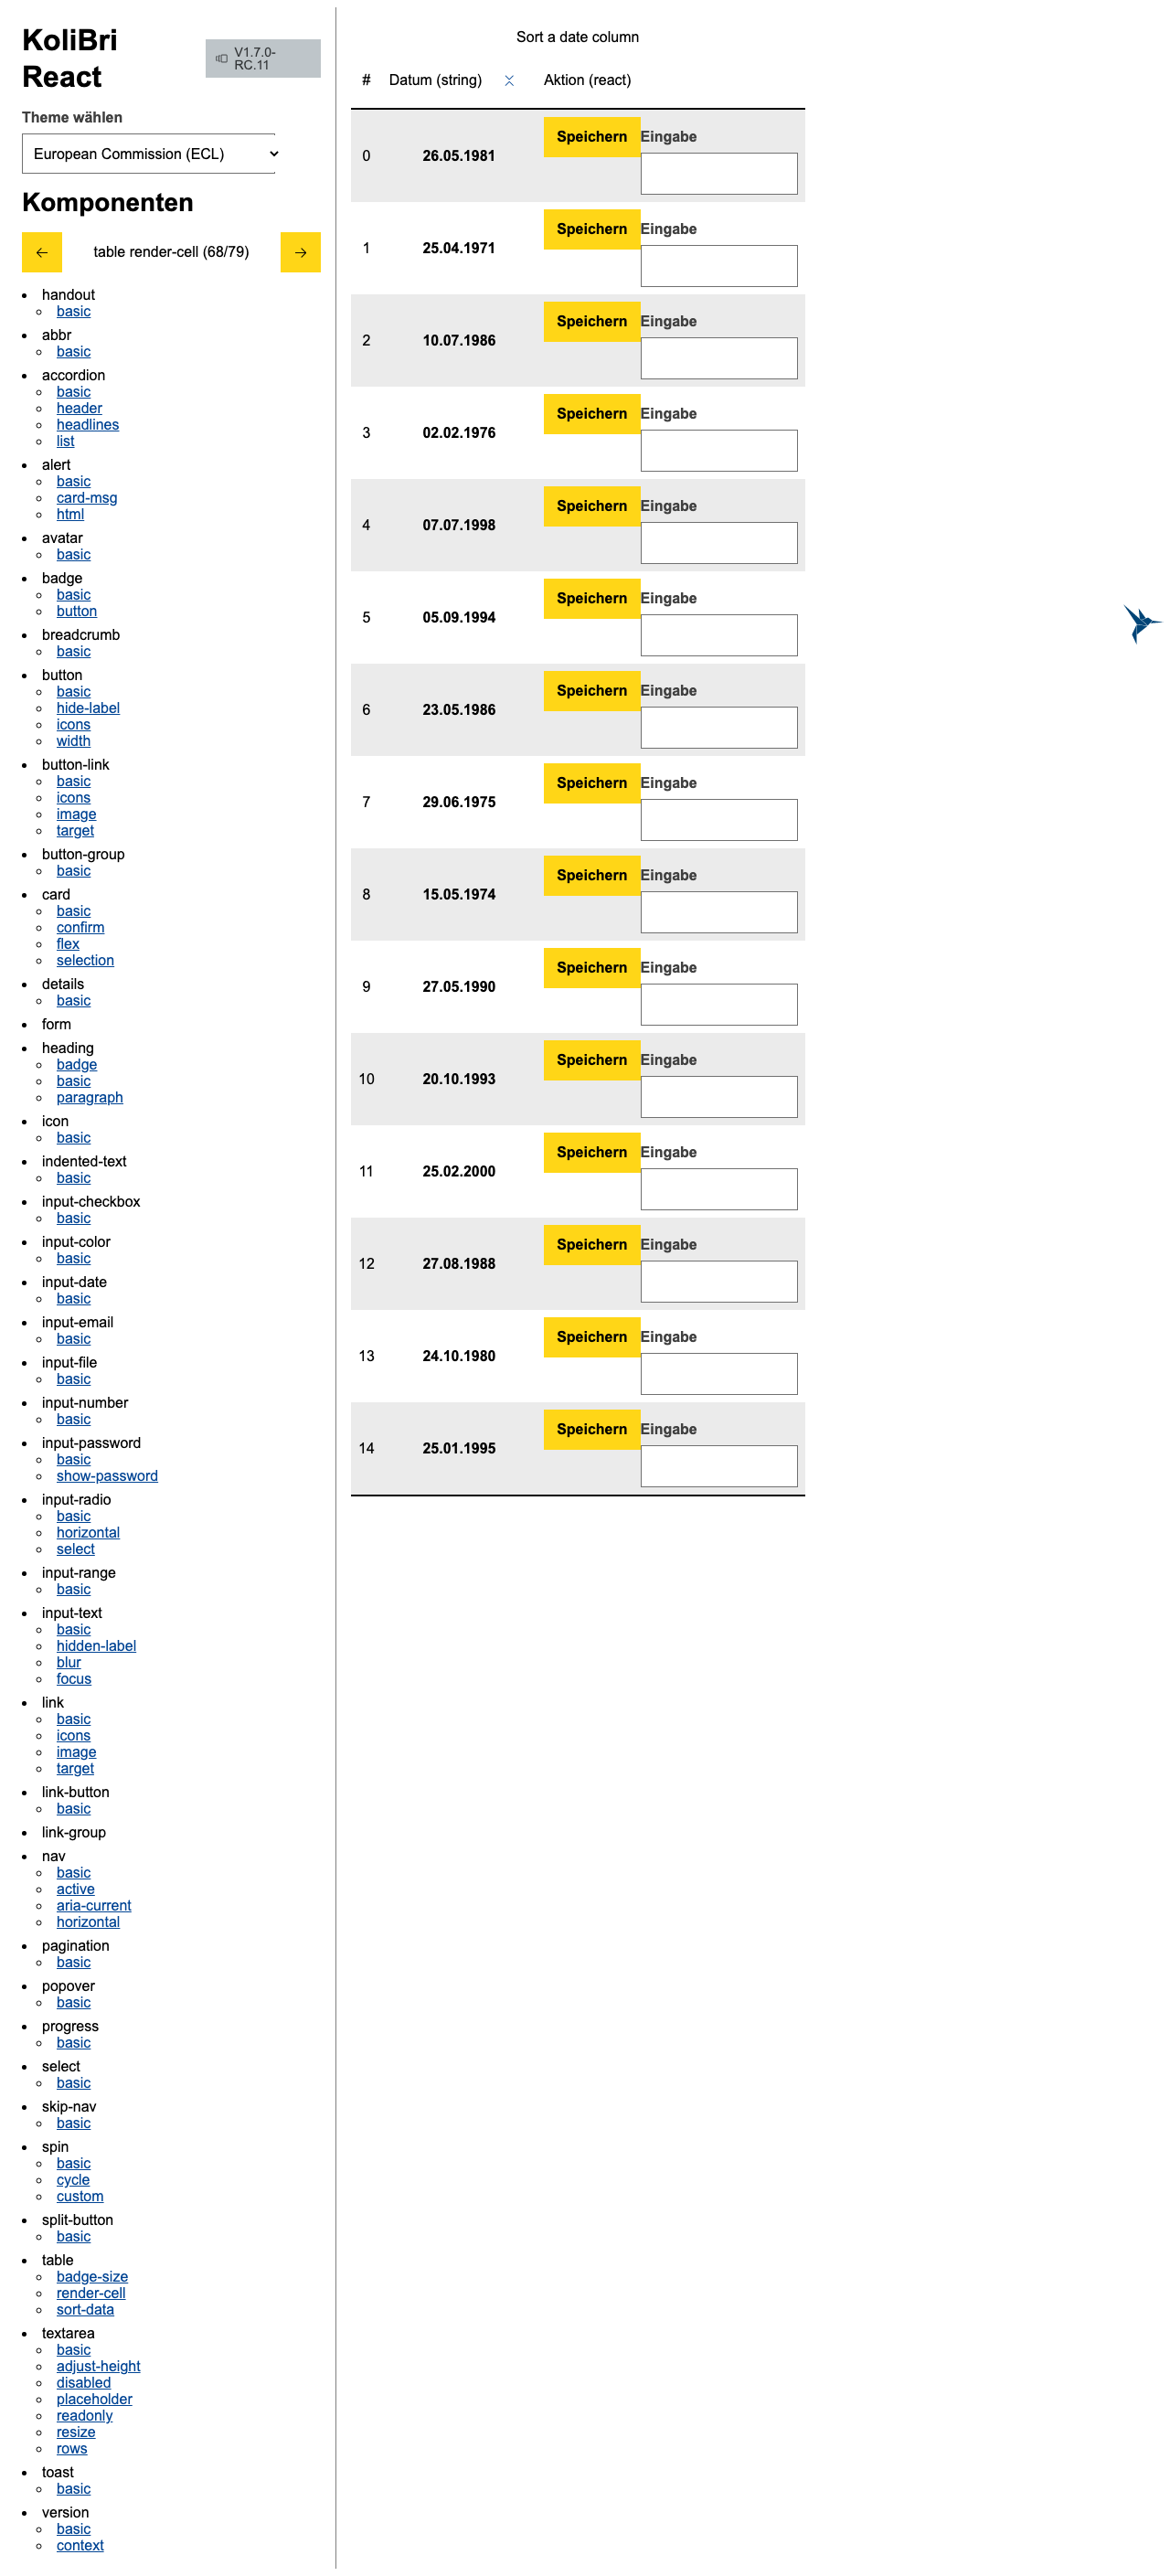 KoliBri
React
V1.7.0-
RC.11
Theme wählen
European Commission (ECL)
Komponenten
table render-cell (68/79)
handout
basic
abbr
basic
accordion
basic
header
headlines
list
alert
basic
card-msg
html
avatar
basic
badge
basic
button
breadcrumb
basic
button
basic
hide-label
icons
width
button-link
basic
icons
image
target
button-group
basic
card
basic
confirm
flex
selection
details
basic
form
heading
badge
basic
paragraph
icon
basic
indented-text
basic
input-checkbox
basic
input-color
basic
input-date
basic
input-email
basic
input-file
basic
input-number
basic
input-password
basic
show-password
input-radio
basic
horizontal
select
input-range
basic
input-text
basic
hidden-label
blur
focus
link
basic
icons
image
target
link-button
basic
link-group
nav
basic
active
aria-current
horizontal
pagination
basic
popover
basic
progress
basic
select
basic
skip-nav
basic
spin
basic
cycle
custom
split-button
basic
table
badge-size
render-cell
sort-data
textarea
basic
adjust-height
disabled
placeholder
readonly
resize
rows
toast
basic
version
basic
context
Sort a date column
# Datum (string) Aktion (react)
0 26.05.1981 Speichern Eingabe
1 25.04.1971 Speichern Eingabe
2 10.07.1986 Speichern Eingabe
3 02.02.1976 Speichern Eingabe
4 07.07.1998 Speichern Eingabe
5 05.09.1994 Speichern Eingabe
6 23.05.1986 Speichern Eingabe
7 29.06.1975 Speichern Eingabe
8 15.05.1974 Speichern Eingabe
9 27.05.1990 Speichern Eingabe
10 20.10.1993 Speichern Eingabe
11 25.02.2000 Speichern Eingabe
12 27.08.1988 Speichern Eingabe
13 24.10.1980 Speichern Eingabe
14 25.01.1995 Speichern Eingabe